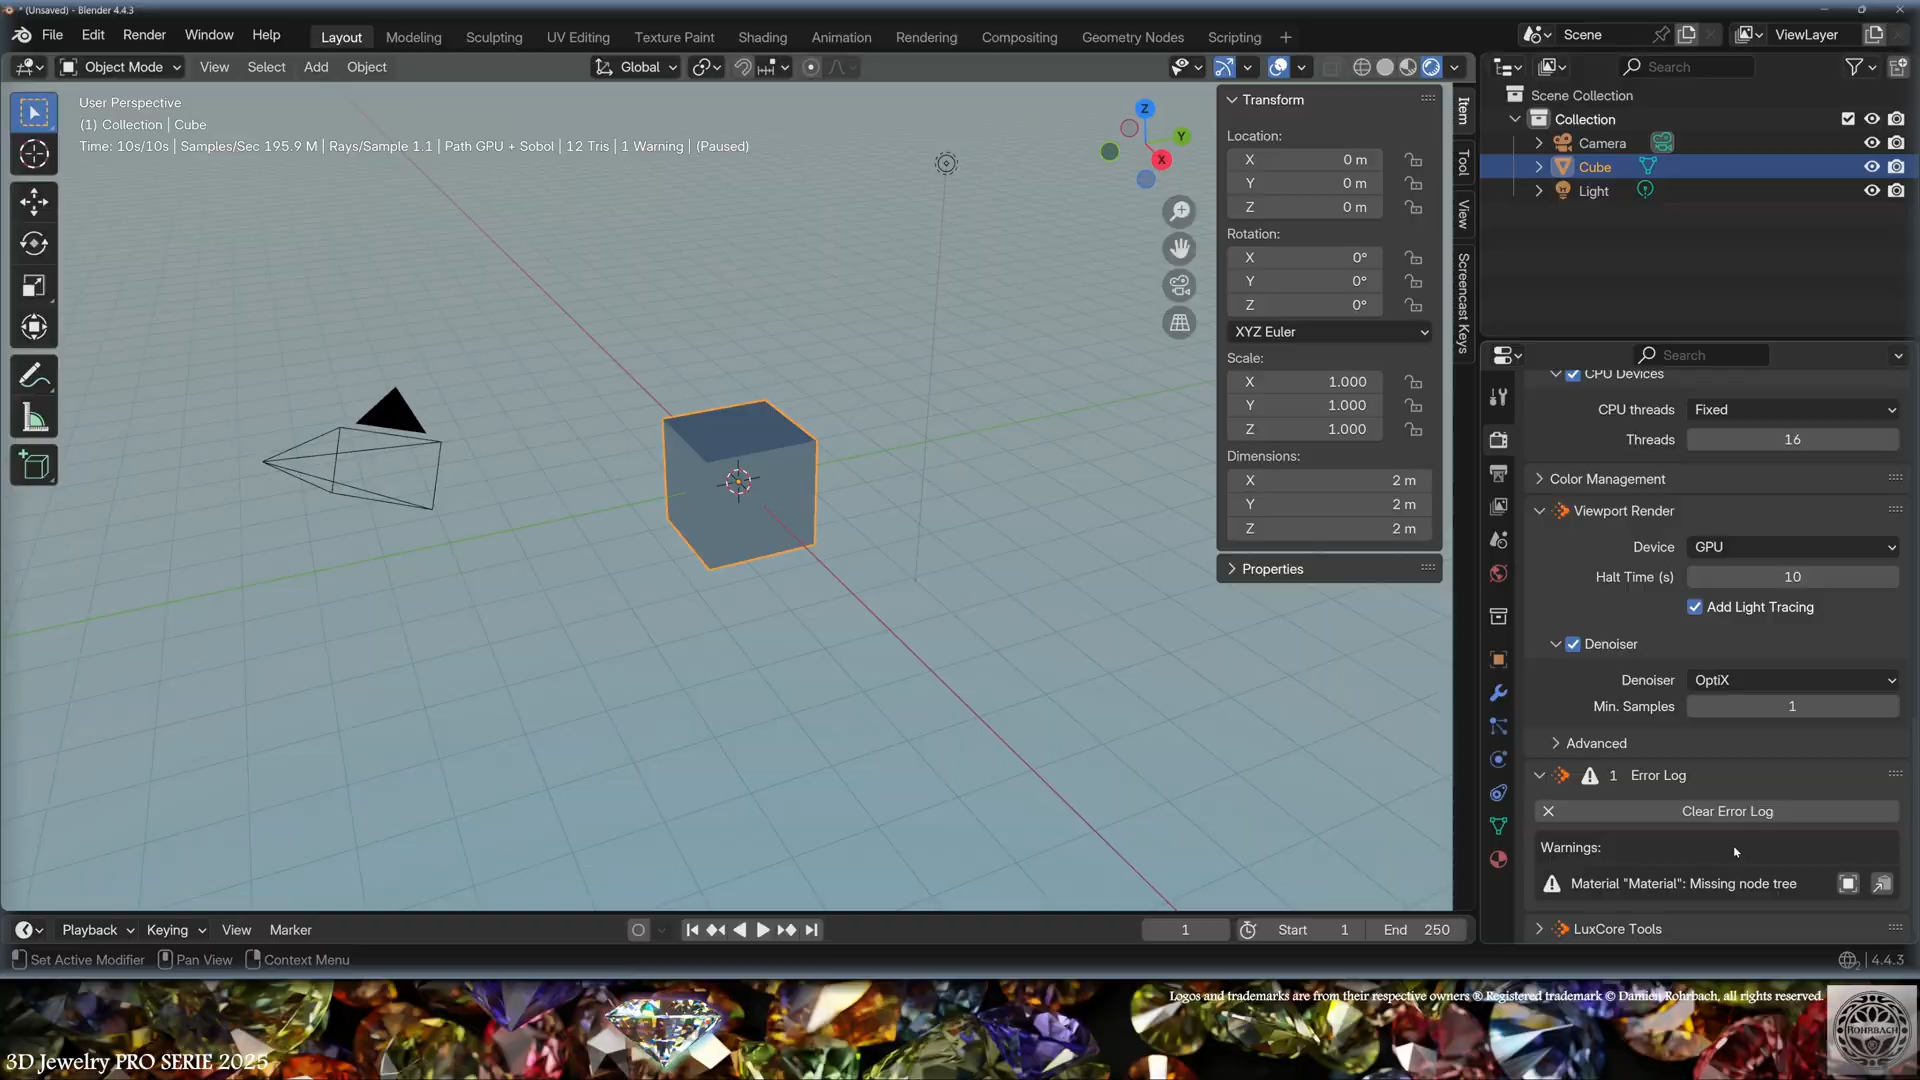 * (Unsaved) - Blender 4.4.3
File Edit Render Window Help
Layout Modeling Sculpting UV Editing Texture Paint Shading Animation Rendering Compositing Geometry Nodes Scripting +
Scene
ViewLayer
Object Mode View Select Add Object
Global
Search
User Perspective
(1) Collection | Cube
Time: 10s/10s | Samples/Sec 195.9 M | Rays/Sample 1.1 | Path GPU + Sobol | 12 Tris | 1 Warning | (Paused)
Z
Y
X
Transform
Location:
X 0 m
Y 0 m
Z 0 m
Rotation:
X 0°
Y 0°
Z 0°
XYZ Euler
Scale:
X 1.000
Y 1.000
Z 1.000
Dimensions:
X 2 m
Y 2 m
Z 2 m
Properties
Item
Tool
View
Screencast Keys
Scene Collection
Collection
Camera
Cube
Light
Search
CPU Devices
CPU threads Fixed
Threads 16
Color Management
Viewport Render
Device GPU
Halt Time (s) 10
Add Light Tracing
Denoiser
Denoiser OptiX
Min. Samples 1
Advanced
1 Error Log
Clear Error Log
Warnings:
Material "Material": Missing node tree
LuxCore Tools
Playback Keying View Marker
1
Start 1
End 250
Set Active Modifier Pan View Context Menu
4.4.3
Logos and trademarks are from their respective owners ® Registered trademark © Damien Rohrbach, all rights reserved.
ROHRBACH
3D Jewelry PRO SERIE 2025